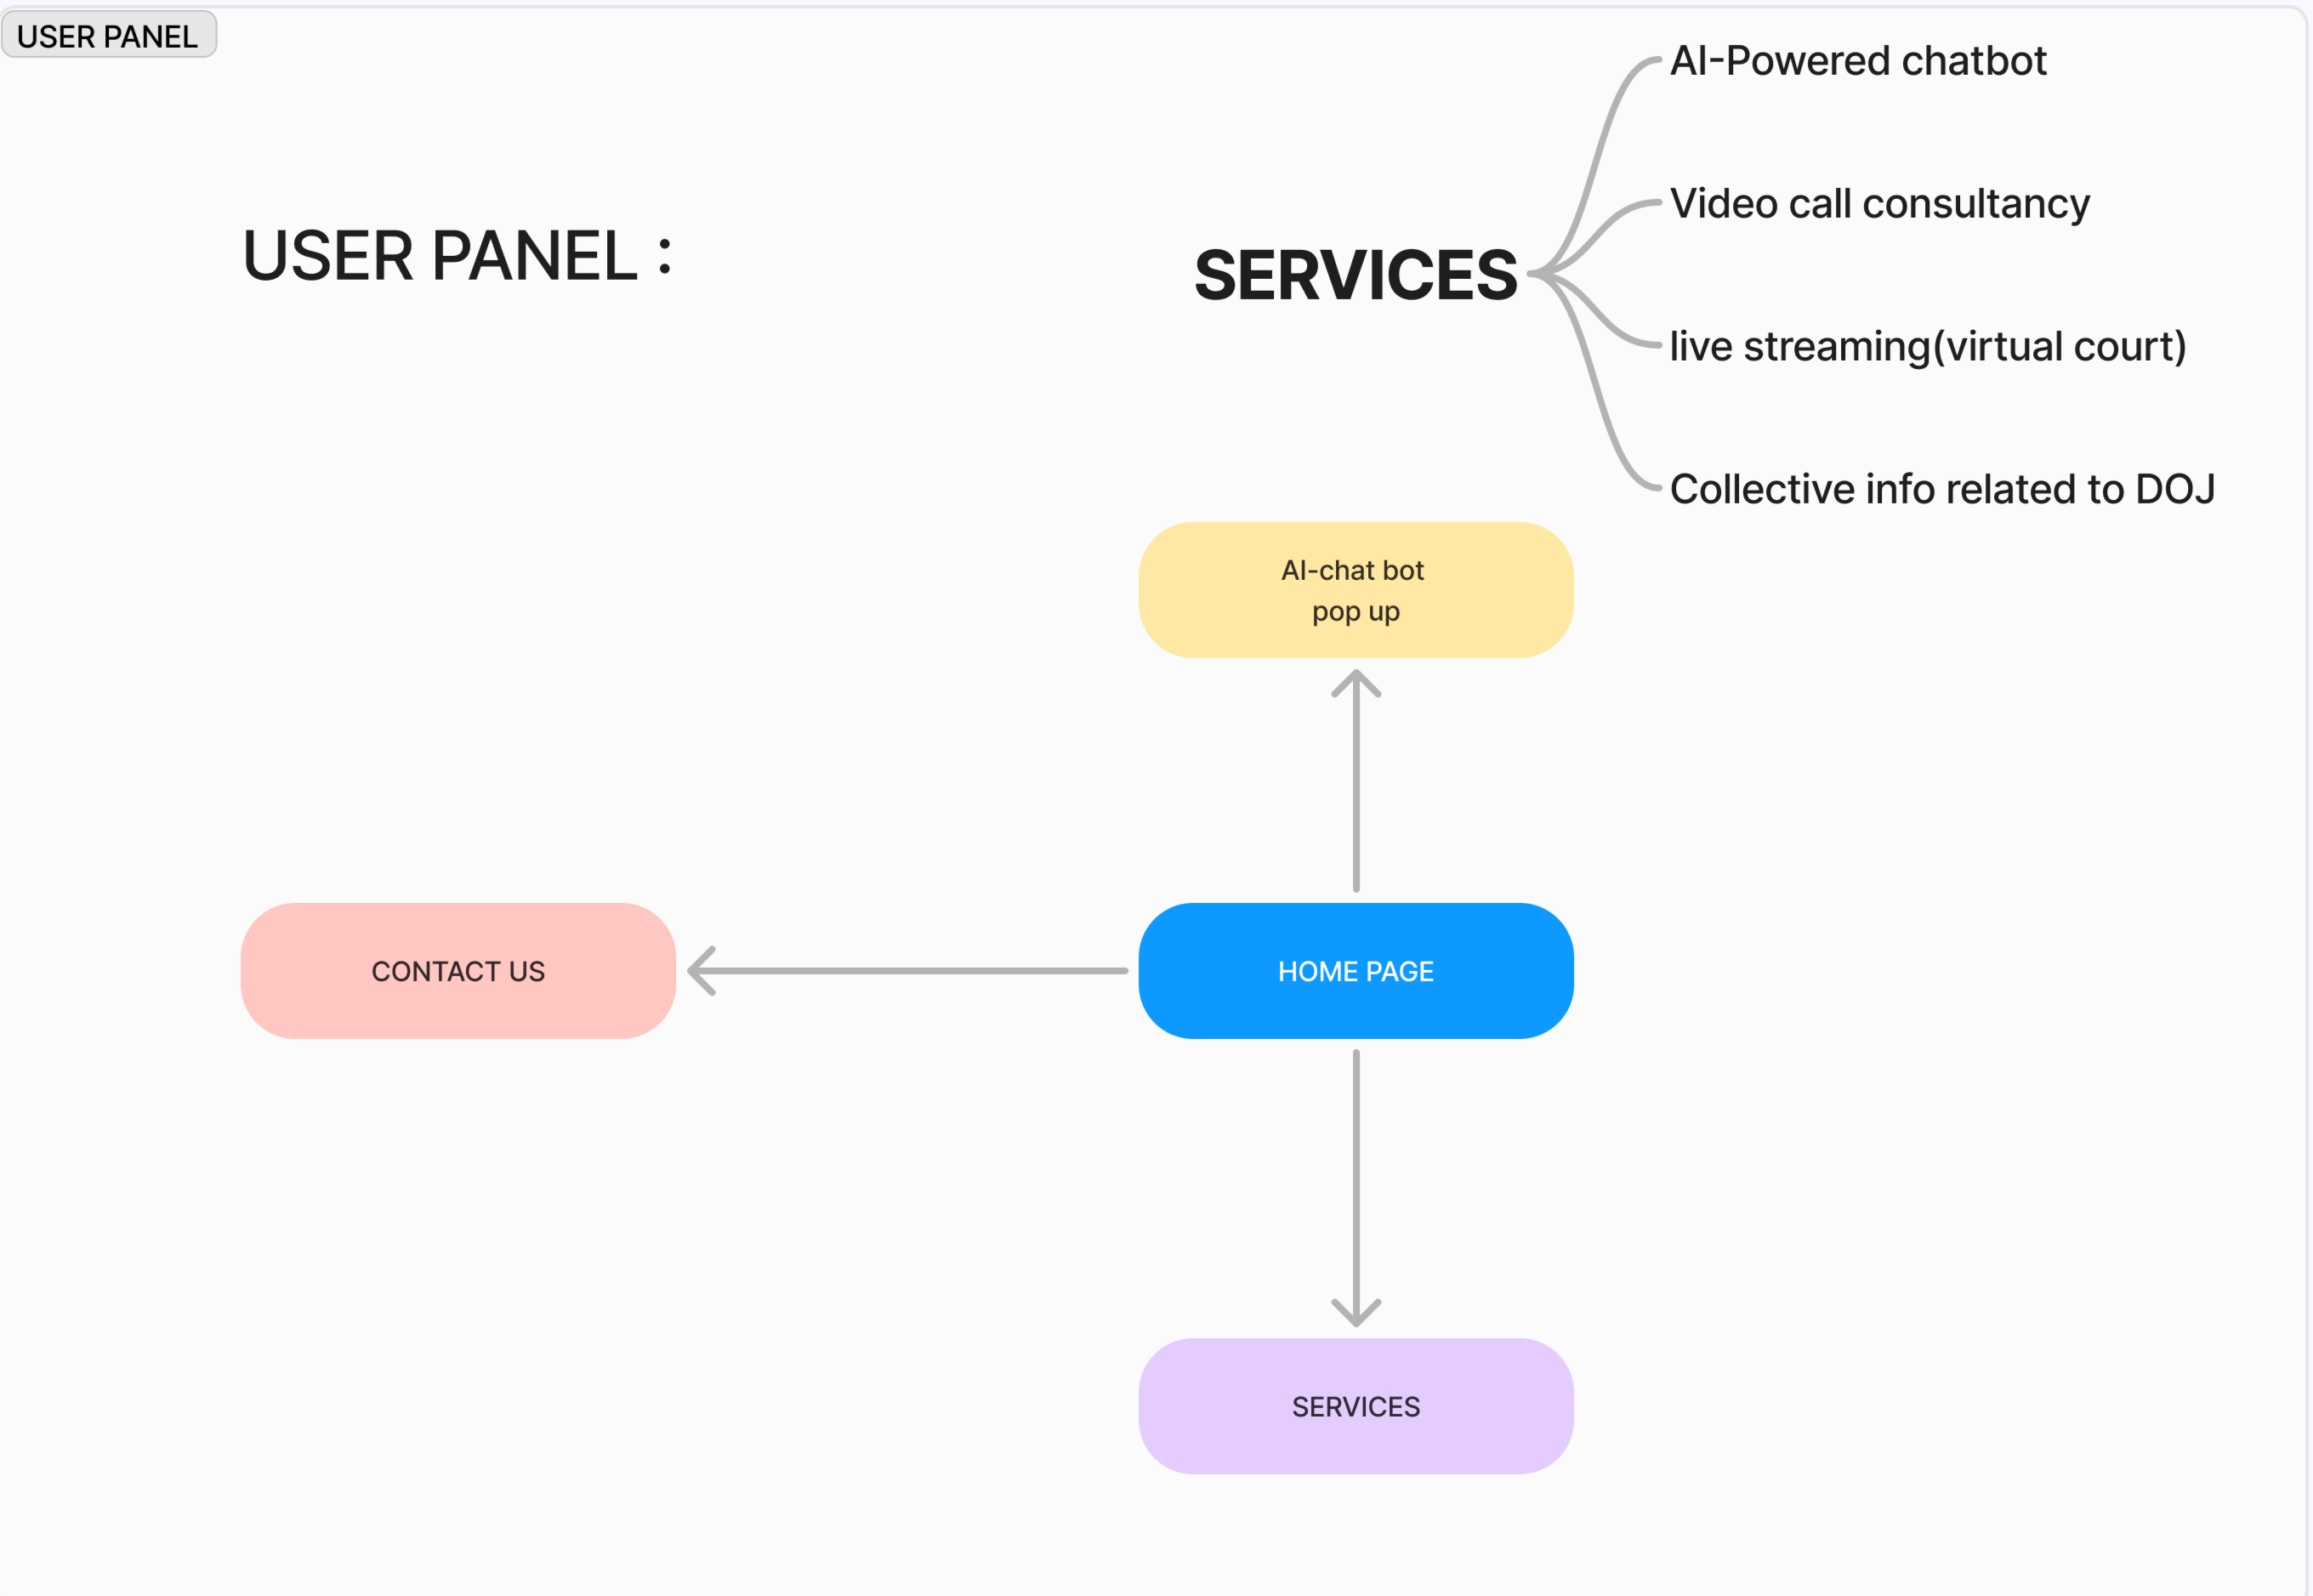 USER PANEL
USER PANEL :
SERVICES
AI-Powered chatbot
Video call consultancy
live streaming(virtual court)
Collective info related to DOJ
AI-chat bot
pop up
CONTACT US
HOME PAGE
SERVICES